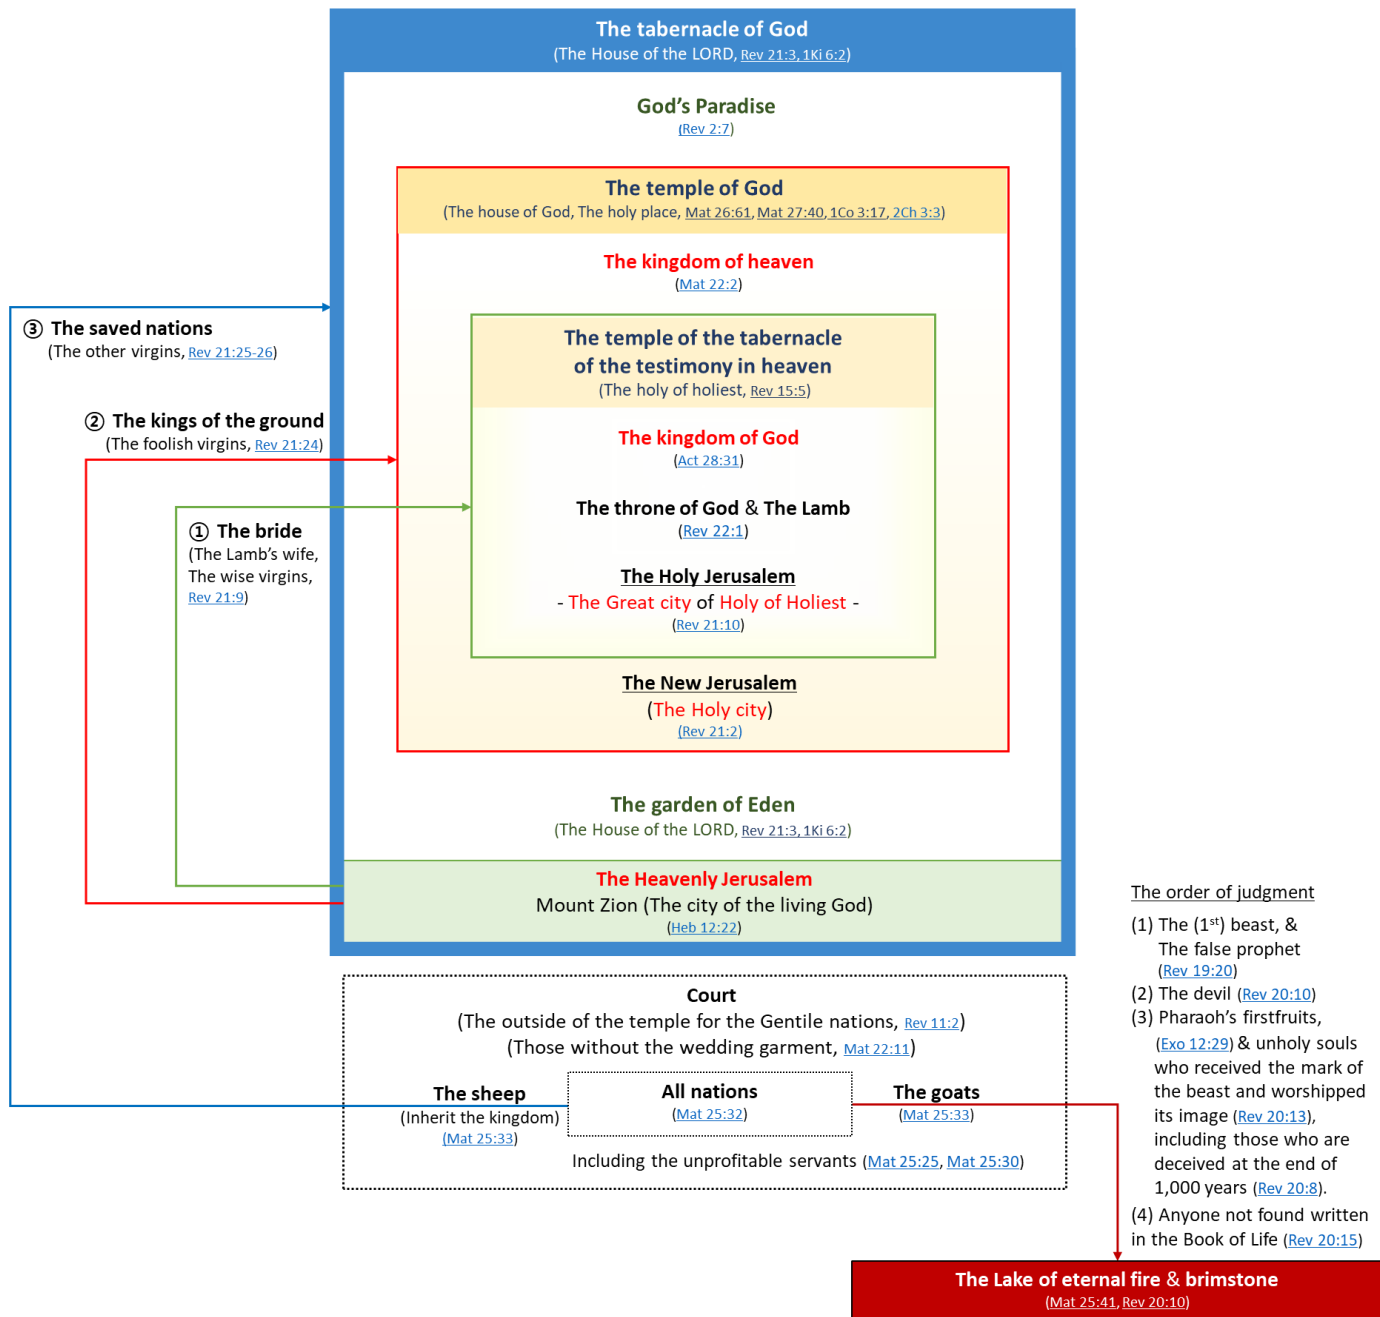 The tabernacle of God
(The House of the LORD, Rev 21:3, 1Ki 6:2)
God's Paradise
(Rev 2:7)
The temple of God
(The house of God, The holy place, Mat 26:61, Mat 27:40, 1Co 3:17, 2Ch 3:3)
The kingdom of heaven
(Mat 22:2)
The temple of the tabernacle
of the testimony in heaven
(The holy of holiest, Rev 15:5)
The kingdom of God
(Act 28:31)
The throne of God & The Lamb
(Rev 22:1)
The Holy Jerusalem
- The Great city of Holy of Holiest -
(Rev 21:10)
The New Jerusalem
(The Holy city)
(Rev 21:2)
The garden of Eden
(The House of the LORD, Rev 21:3, 1Ki 6:2)
The Heavenly Jerusalem
Mount Zion (The city of the living God)
(Heb 12:22)
③ The saved nations
(The other virgins, Rev 21:25-26)
② The kings of the ground
(The foolish virgins, Rev 21:24)
① The bride
(The Lamb's wife,
The wise virgins,
Rev 21:9)
Court
(The outside of the temple for the Gentile nations, Rev 11:2)
(Those without the wedding garment, Mat 22:11)
The sheep
(Inherit the kingdom)
(Mat 25:33)
All nations
(Mat 25:32)
The goats
(Mat 25:33)
Including the unprofitable servants (Mat 25:25, Mat 25:30)
The order of judgment
(1) The (1st) beast, &
The false prophet
(Rev 19:20)
(2) The devil (Rev 20:10)
(3) Pharaoh's firstfruits,
(Exo 12:29) & unholy souls
who received the mark of
the beast and worshipped
its image (Rev 20:13),
including those who are
deceived at the end of
1,000 years (Rev 20:8).
(4) Anyone not found written
in the Book of Life (Rev 20:15)
The Lake of eternal fire & brimstone
(Mat 25:41, Rev 20:10)